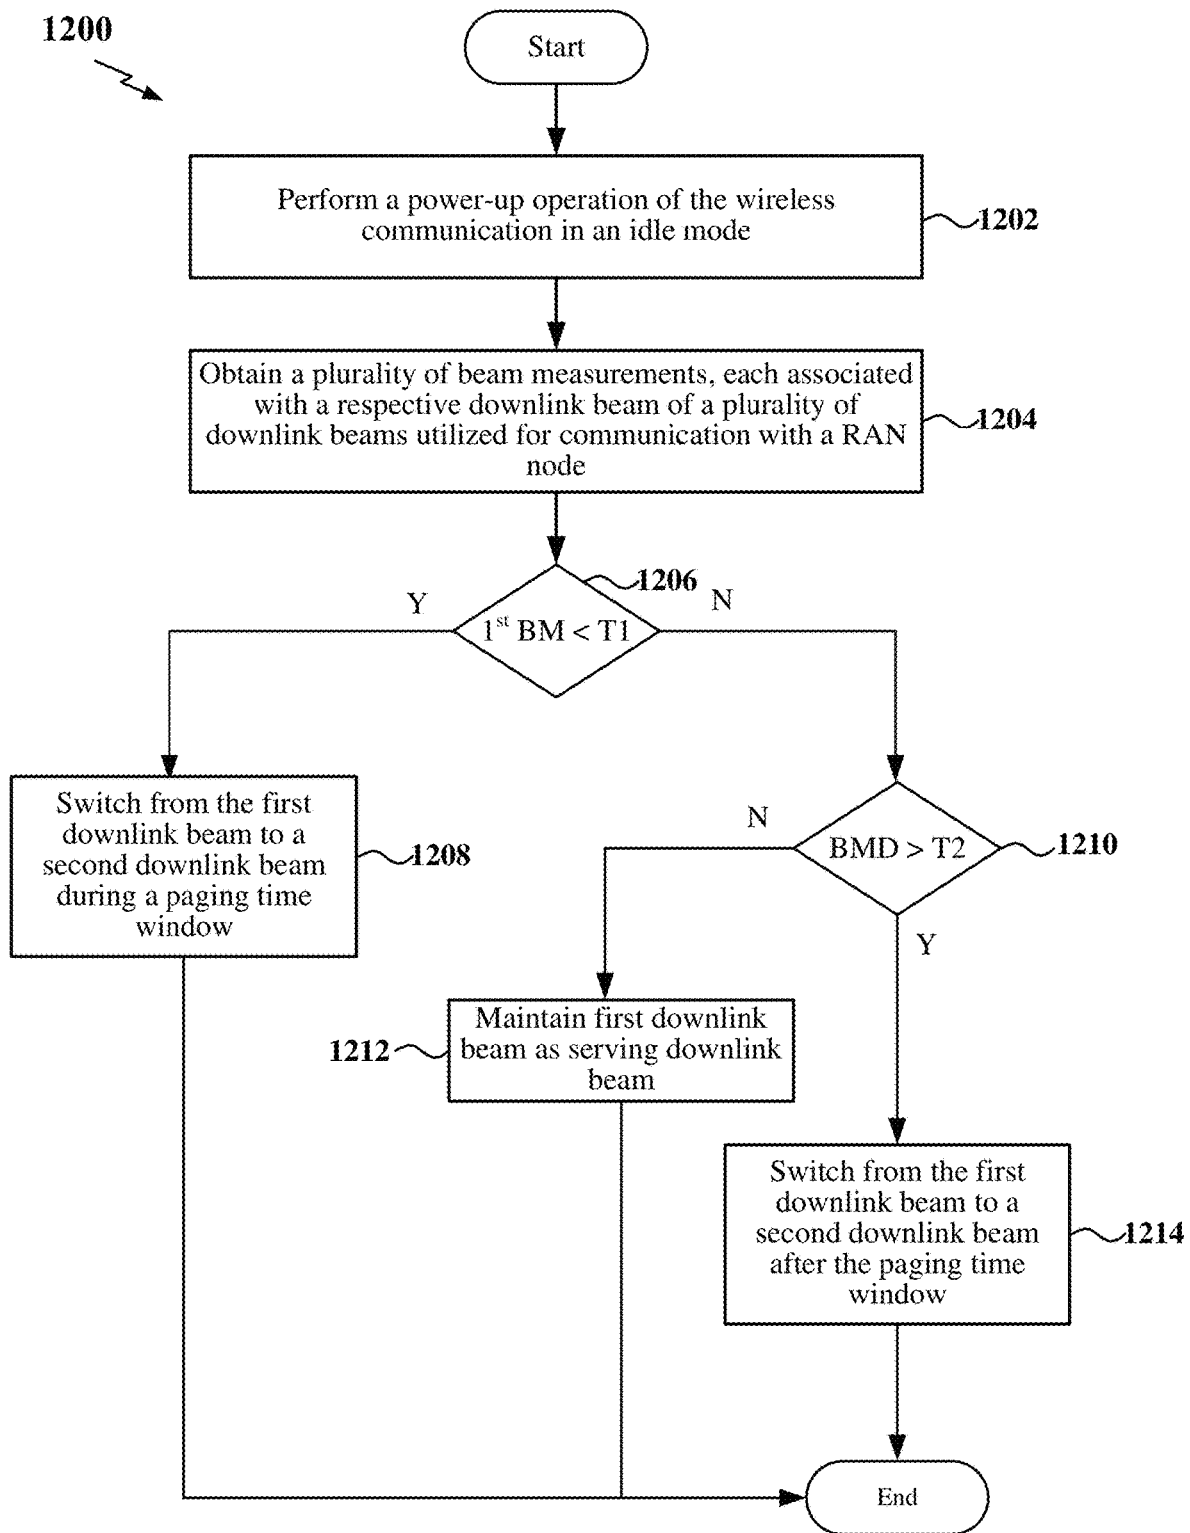 1200
Start
Perform a power-up operation of the wireless
communication in an idle mode
1202
Obtain a plurality of beam measurements, each associated
with a respective downlink beam of a plurality of
downlink beams utilized for communication with a RAN
node
1204
1206
Y
N
1st BM < T1
Switch from the first
downlink beam to a
second downlink beam
during a paging time
window
1208
N
BMD > T2
1210
Y
Maintain first downlink
beam as serving downlink
beam
1212
Switch from the first
downlink beam to a
second downlink beam
after the paging time
window
1214
End